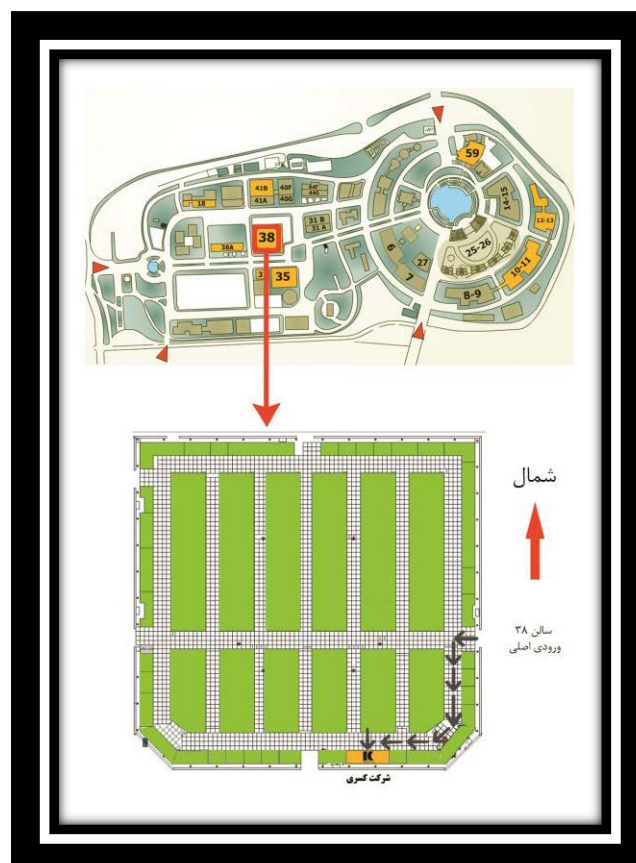 59
41B
40F
44F
44G
18
41A
40G
14-15
31 B
31 A
12-13
38
38A
25-26
6
35
27
10-11
7
8-9
شمال
سالن ۳۸
ورودی اصلی
K
شرکت کسری